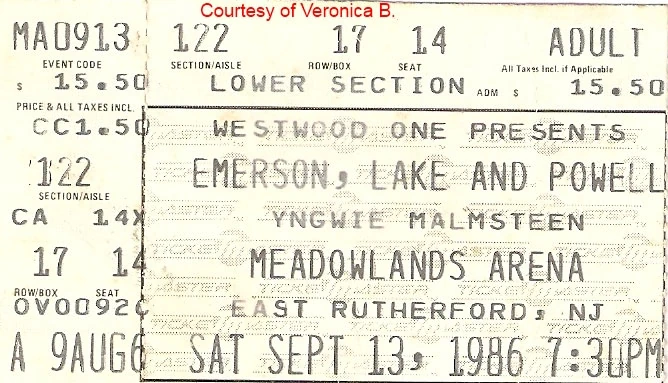 Courtesy of Veronica B.
MA0913 122 17 14 ADULT
EVENT CODE SECTION/AISLE ROW/BOX SEAT All Taxes Incl. if Applicable
$ 15.50 LOWER SECTION ADM $ 15.50
PRICE & ALL TAXES INCL.
CC1.50 WESTWOOD ONE PRESENTS
122 EMERSON, LAKE AND POWELL
SECTION/AISLE
CA 14X YNGWIE MALMSTEEN
17 14 MEADOWLANDS ARENA
ROW/BOX SEAT
OV0092C EAST RUTHERFORD, NJ
A 9AUG6 SAT SEPT 13, 1986 7:30PM